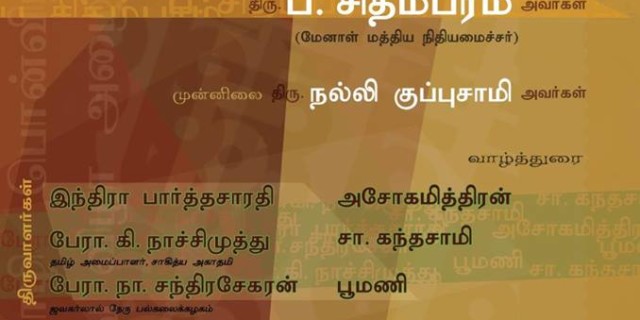 திரு. ப. சிதம்பரம் அவர்கள்
(மேனாள் மத்திய நிதியமைச்சர்)
முன்னிலை திரு. நல்லி குப்புசாமி அவர்கள்
வாழ்த்துரை
திருவாளர்கள்
இந்திரா பார்த்தசாரதி அசோகமித்திரன்
பேரா. கி. நாச்சிமுத்து சா. கந்தசாமி
தமிழ் அமைப்பாளர், சாகித்ய அகாதமி
பேரா. நா. சந்திரசேகரன் பூமணி
ஜவகர்லால் நேரு பல்கலைக்கழகம்